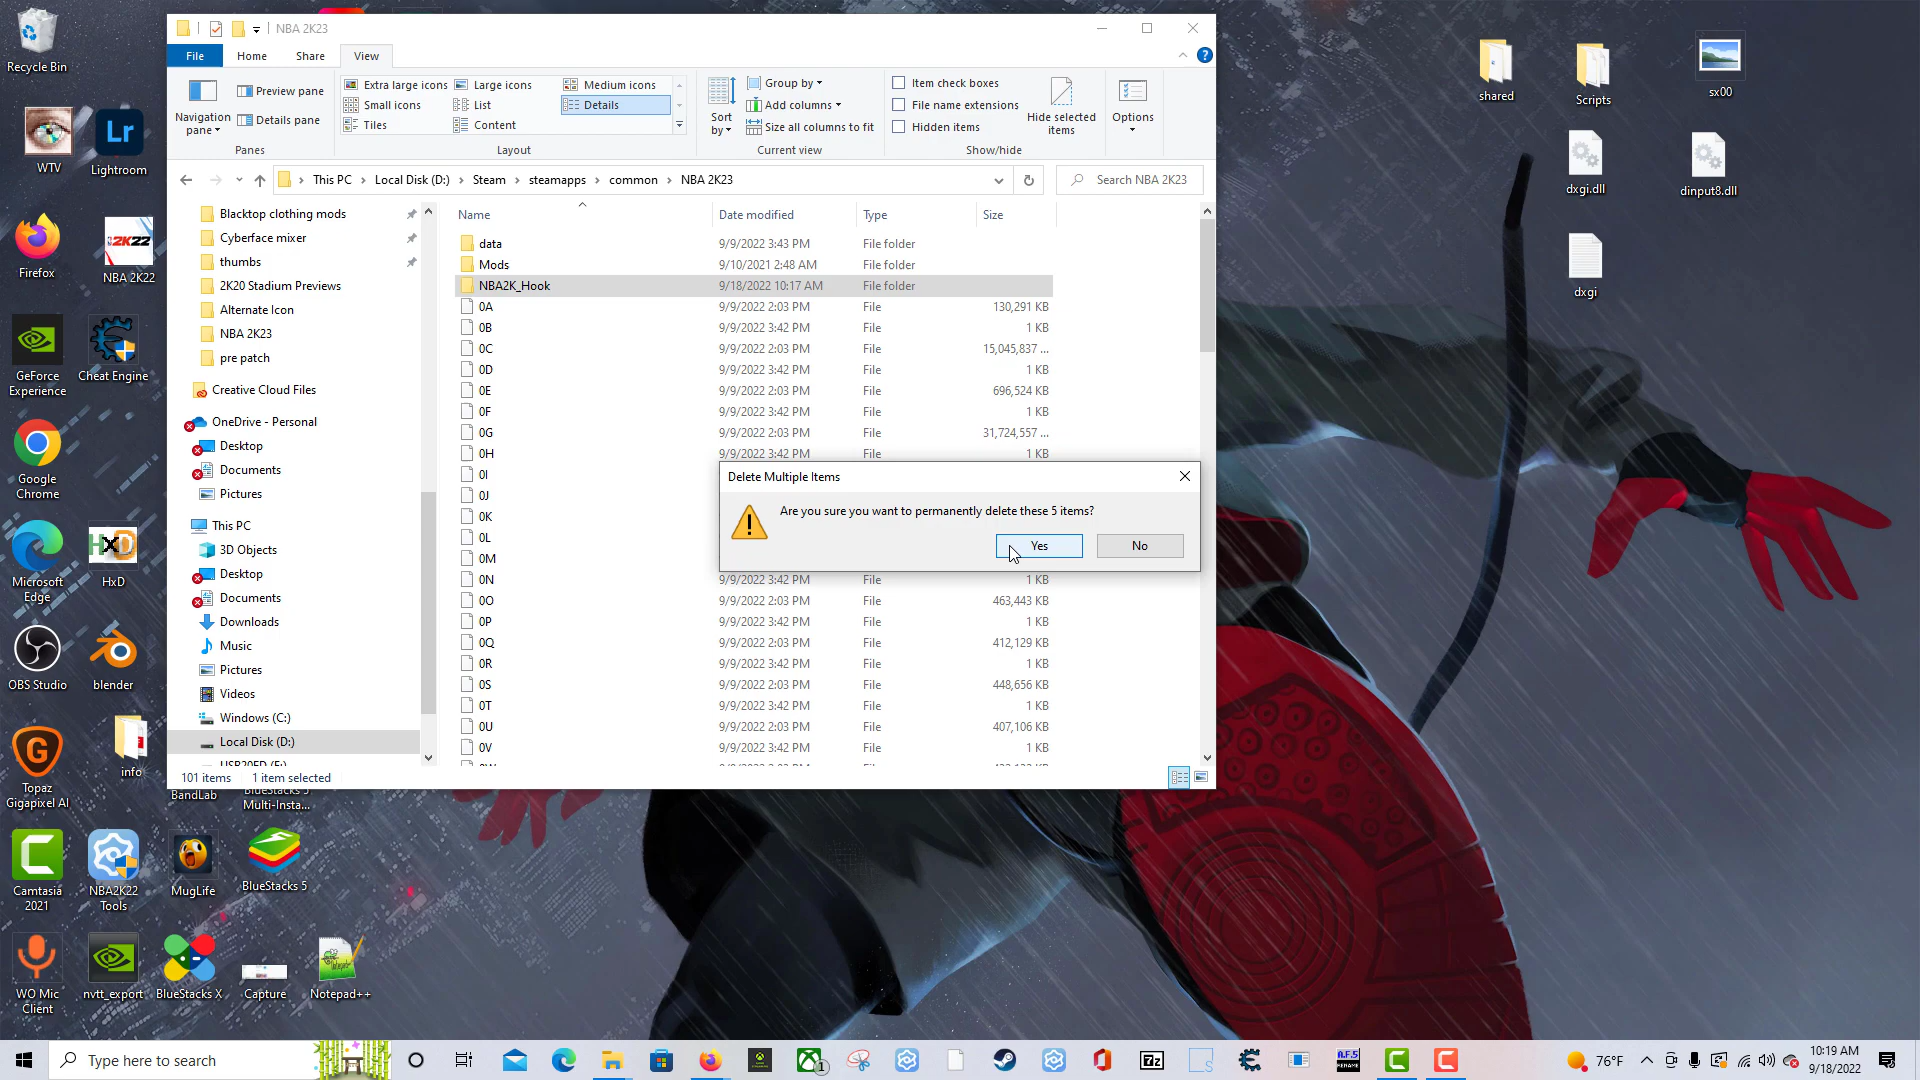 NBA 2K23
File
Home
Share
View
Navigation pane
Preview pane
Details pane
Panes
Extra large icons
Large icons
Medium icons
Small icons
List
Details
Tiles
Content
Layout
Sort by
Group by
Add columns
Size all columns to fit
Current view
Item check boxes
File name extensions
Hidden items
Hide selected items
Show/hide
Options
This PC > Local Disk (D:) > Steam > steamapps > common > NBA 2K23
Search NBA 2K23
Blacktop clothing mods
Cyberface mixer
thumbs
2K20 Stadium Previews
Alternate Icon
NBA 2K23
pre patch
Creative Cloud Files
OneDrive - Personal
Desktop
Documents
Pictures
This PC
3D Objects
Desktop
Documents
Downloads
Music
Pictures
Videos
Windows (C:)
Local Disk (D:)
Name Date modified Type Size
data 9/9/2022 3:43 PM File folder
Mods 9/10/2021 2:48 AM File folder
NBA2K_Hook 9/18/2022 10:17 AM File folder
0A 9/9/2022 2:03 PM File 130,291 KB
0B 9/9/2022 3:42 PM File 1 KB
0C 9/9/2022 2:03 PM File 15,045,837 ...
0D 9/9/2022 3:42 PM File 1 KB
0E 9/9/2022 2:03 PM File 696,524 KB
0F 9/9/2022 3:42 PM File 1 KB
0G 9/9/2022 2:03 PM File 31,724,557 ...
0H 9/9/2022 3:42 PM File 1 KB
0I
0J
0K
0L
0M
0N 9/9/2022 3:42 PM File 1 KB
0O 9/9/2022 2:03 PM File 463,443 KB
0P 9/9/2022 3:42 PM File 1 KB
0Q 9/9/2022 2:03 PM File 412,129 KB
0R 9/9/2022 3:42 PM File 1 KB
0S 9/9/2022 2:03 PM File 448,656 KB
0T 9/9/2022 3:42 PM File 1 KB
0U 9/9/2022 2:03 PM File 407,106 KB
0V 9/9/2022 3:42 PM File 1 KB
101 items 1 item selected
Delete Multiple Items
Are you sure you want to permanently delete these 5 items?
Yes
No
Recycle Bin
WTV
Lr
Lightroom
Firefox
2K22
NBA 2K22
GeForce
Experience
Cheat Engine
Google
Chrome
Microsoft
Edge
HxD
HxD
OBS Studio
blender
Topaz
Gigapixel AI
info
BandLab
BlueStacks 5
Multi-Insta...
Camtasia
2021
NBA2K22
Tools
MugLife
BlueStacks 5
WO Mic
Client
nvtt_export
BlueStacks X
Capture
Notepad++
shared
Scripts
sx00
dxgi.dll
dinput8.dll
dxgi
Type here to search
1
7z
A.F.S
RENAME
76°F
10:19 AM
9/18/2022